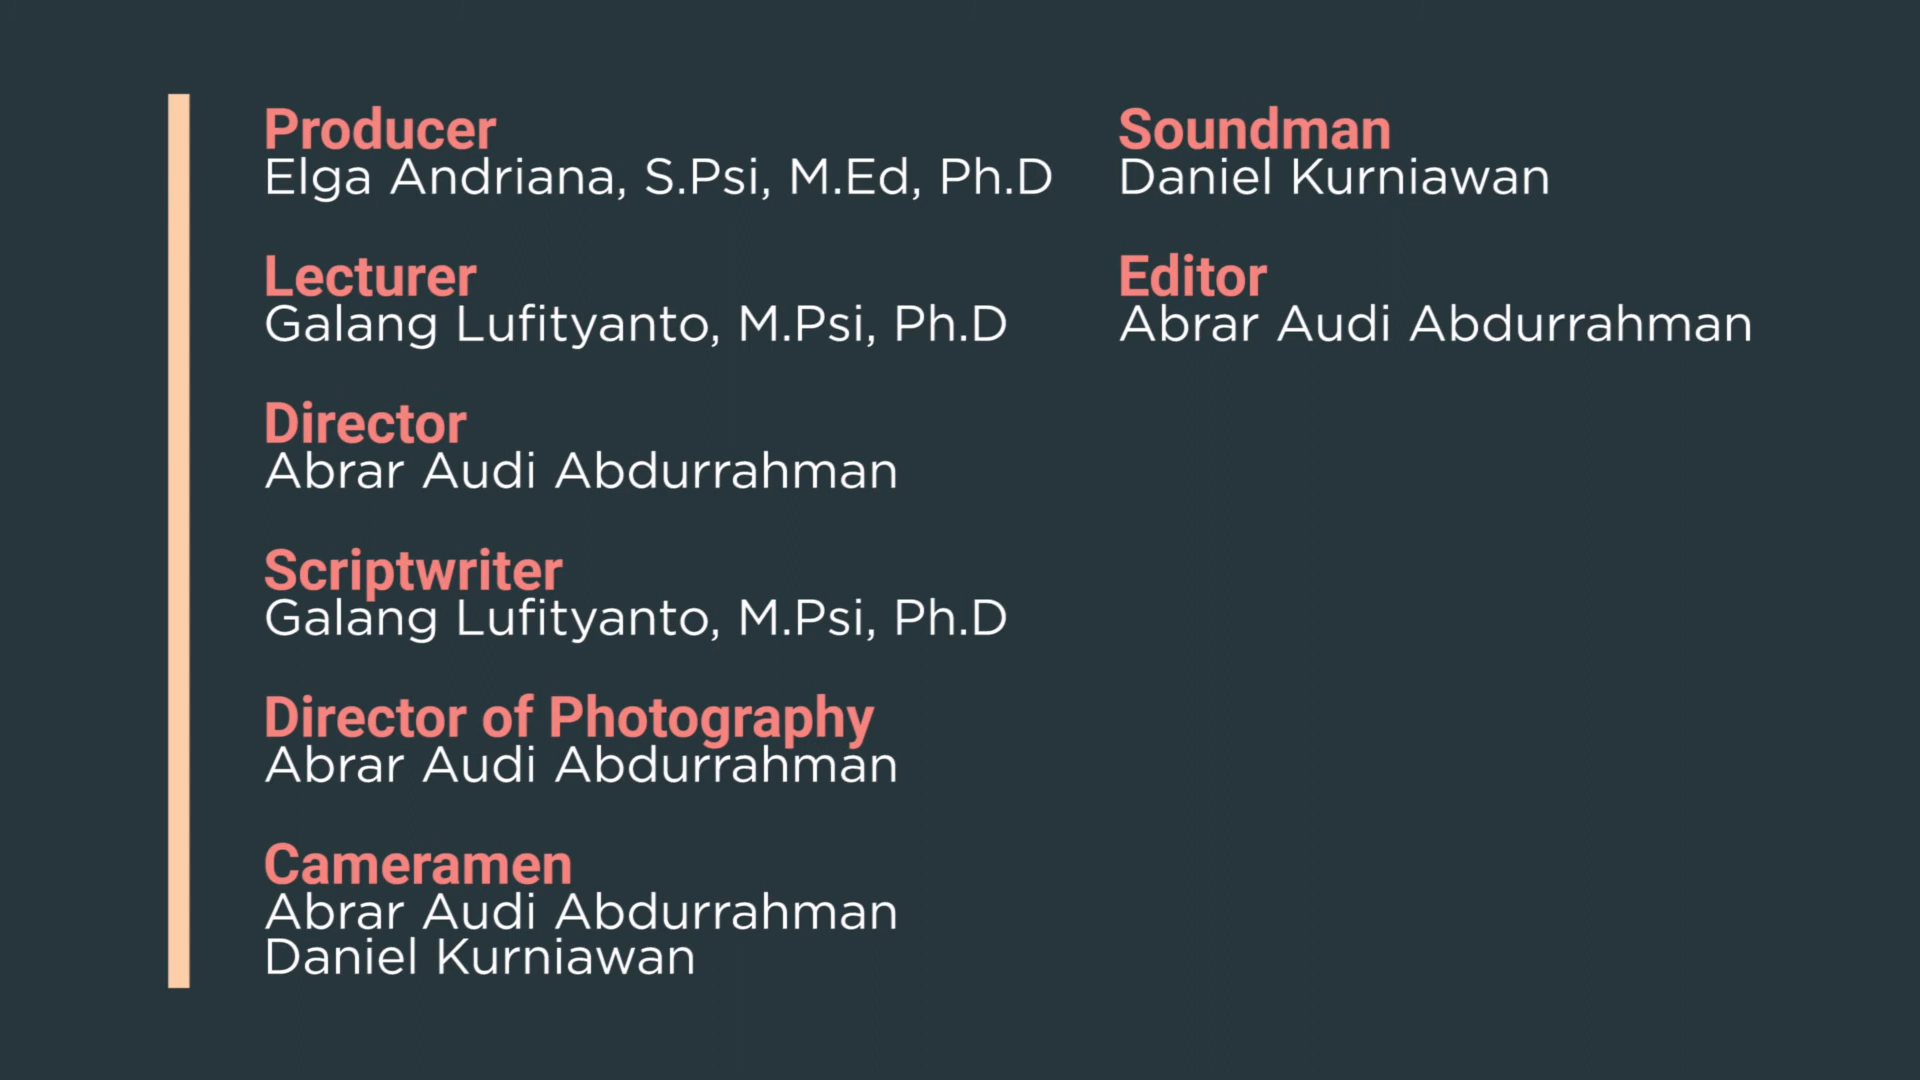 Producer
Elga Andriana, S.Psi, M.Ed, Ph.D
Lecturer
Galang Lufityanto, M.Psi, Ph.D
Director
Abrar Audi Abdurrahman
Scriptwriter
Galang Lufityanto, M.Psi, Ph.D
Director of Photography
Abrar Audi Abdurrahman
Cameramen
Abrar Audi Abdurrahman
Daniel Kurniawan
Soundman
Daniel Kurniawan
Editor
Abrar Audi Abdurrahman